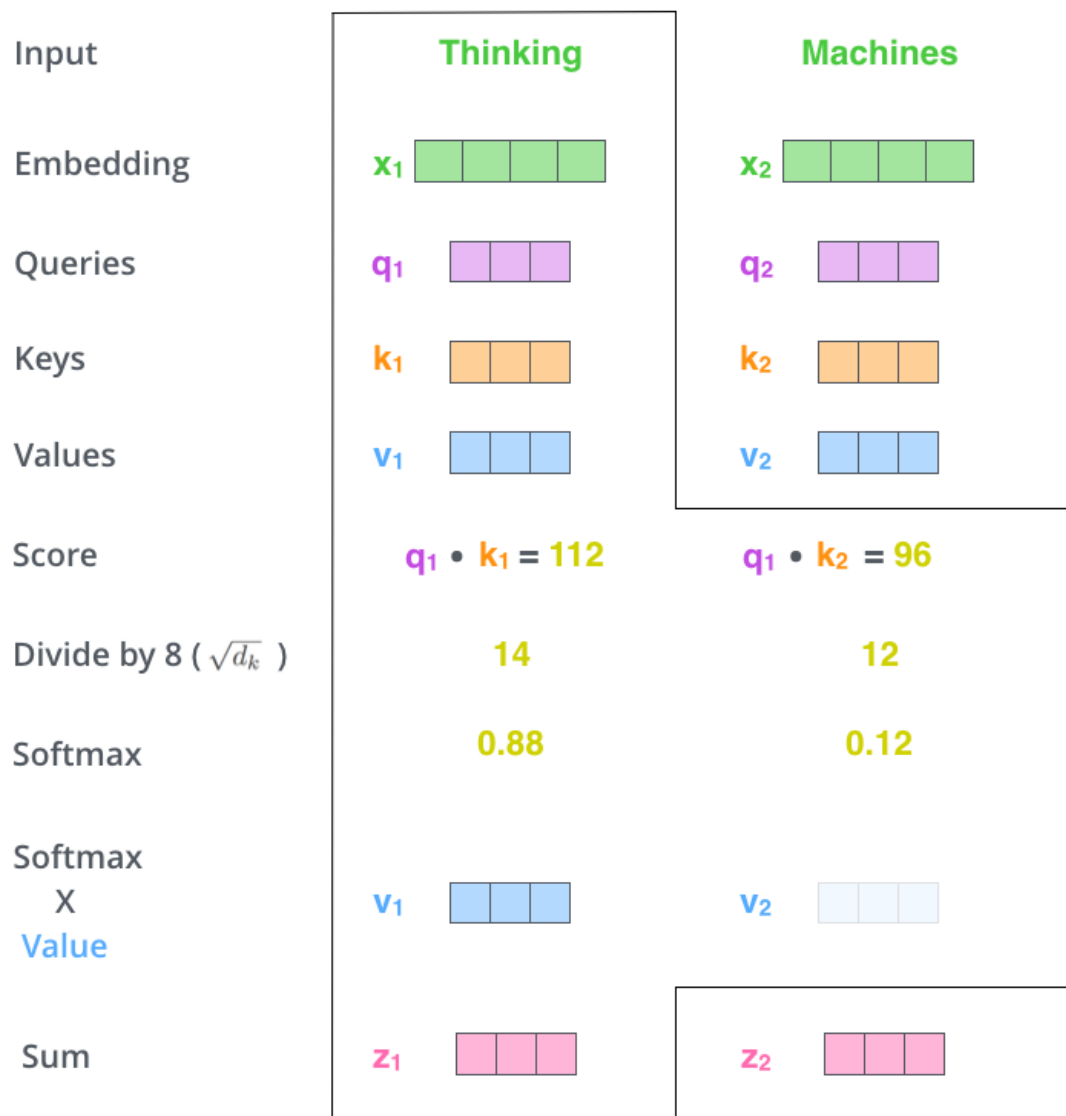 Input Thinking Machines
Embedding x₁ x₂
Queries q₁ q₂
Keys k₁ k₂
Values v₁ v₂
Score q₁ • k₁ = 112 q₁ • k₂ = 96
Divide by 8 ( √dₖ ) 14 12
Softmax 0.88 0.12
Softmax
X v₁ v₂
Value
Sum z₁ z₂